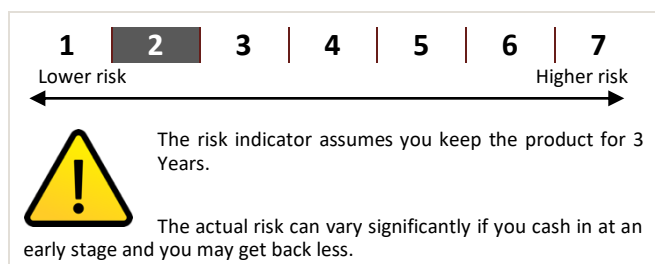 1 2 3 4 5 6 7
Lower risk Higher risk
The risk indicator assumes you keep the product for 3
Years.
The actual risk can vary significantly if you cash in at an
early stage and you may get back less.